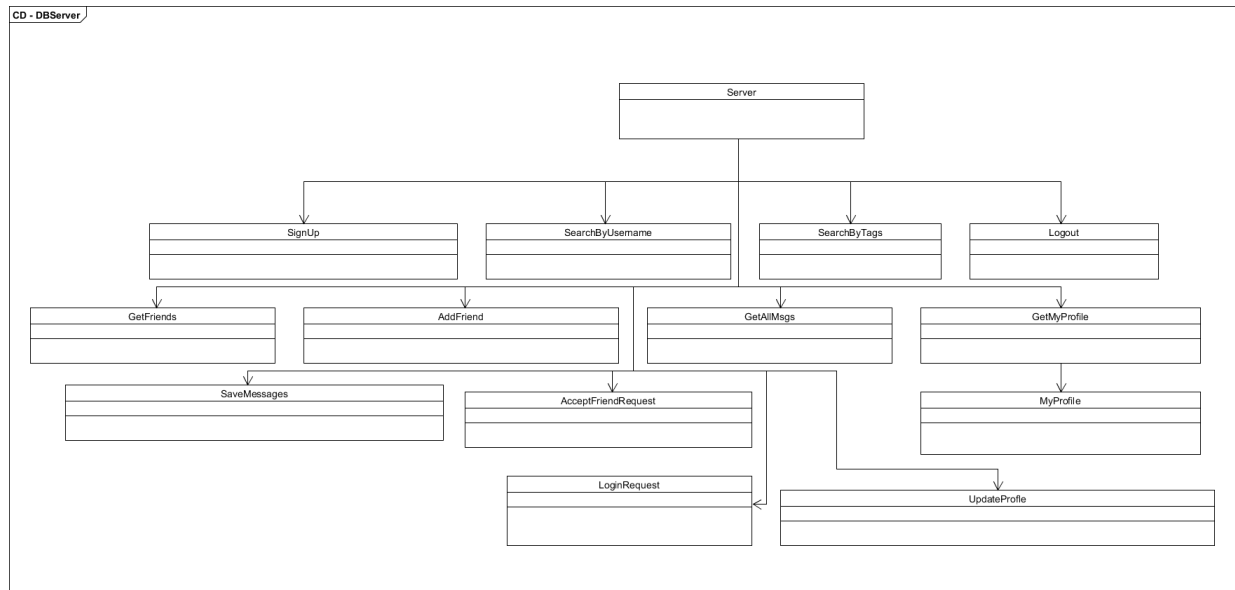 CD - DBServer
Server
SignUp
SearchByUsername
SearchByTags
Logout
GetFriends
AddFriend
GetAllMsgs
GetMyProfile
SaveMessages
AcceptFriendRequest
MyProfile
LoginRequest
UpdateProfle